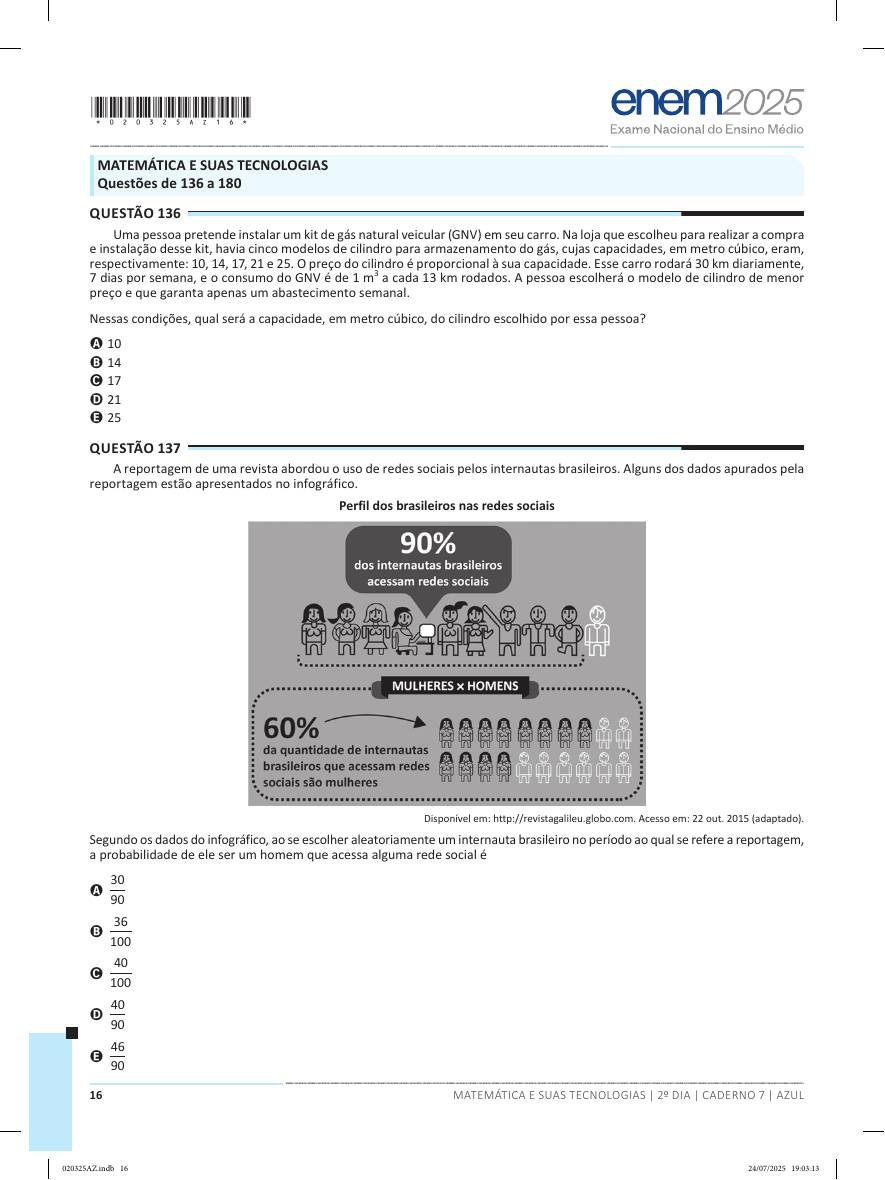 *020325AZ16*
enem2025
Exame Nacional do Ensino Médio
MATEMÁTICA E SUAS TECNOLOGIAS
Questões de 136 a 180
QUESTÃO 136
Uma pessoa pretende instalar um kit de gás natural veicular (GNV) em seu carro. Na loja que escolheu para realizar a compra
e instalação desse kit, havia cinco modelos de cilindro para armazenamento do gás, cujas capacidades, em metro cúbico, eram,
respectivamente: 10, 14, 17, 21 e 25. O preço do cilindro é proporcional à sua capacidade. Esse carro rodará 30 km diariamente,
7 dias por semana, e o consumo do GNV é de 1 m³ a cada 13 km rodados. A pessoa escolherá o modelo de cilindro de menor
preço e que garanta apenas um abastecimento semanal.
Nessas condições, qual será a capacidade, em metro cúbico, do cilindro escolhido por essa pessoa?
A 10
B 14
C 17
D 21
E 25
QUESTÃO 137
A reportagem de uma revista abordou o uso de redes sociais pelos internautas brasileiros. Alguns dos dados apurados pela
reportagem estão apresentados no infográfico.
Perfil dos brasileiros nas redes sociais
90%
dos internautas brasileiros
acessam redes sociais
MULHERES × HOMENS
60%
da quantidade de internautas
brasileiros que acessam redes
sociais são mulheres
Disponível em: http://revistagalileu.globo.com. Acesso em: 22 out. 2015 (adaptado).
Segundo os dados do infográfico, ao se escolher aleatoriamente um internauta brasileiro no período ao qual se refere a reportagem,
a probabilidade de ele ser um homem que acessa alguma rede social é
A 30/90
B 36/100
C 40/100
D 40/90
E 46/90
16
MATEMÁTICA E SUAS TECNOLOGIAS | 2º DIA | CADERNO 7 | AZUL
020325AZ.indb 16
24/07/2025 19:03:13